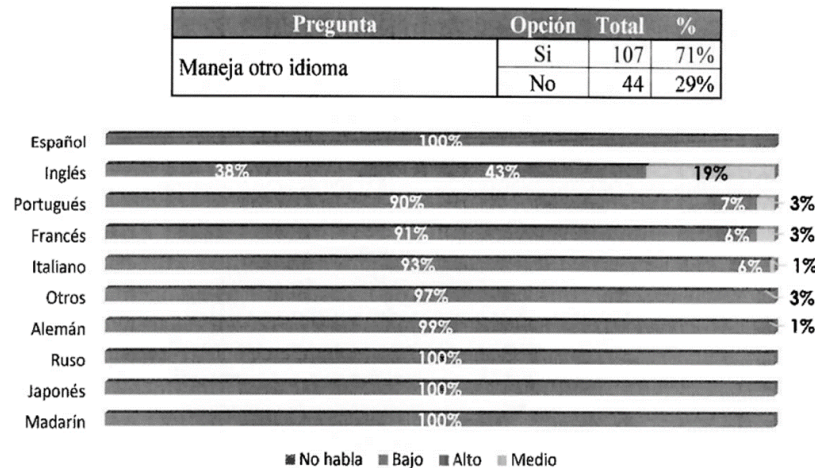 Pregunta Opción Total %
Maneja otro idioma Si 107 71%
No 44 29%
Español 100%
Inglés 38% 43% 19%
Portugués 90% 7% 3%
Francés 91% 6% 3%
Italiano 93% 6% 1%
Otros 97% 3%
Alemán 99% 1%
Ruso 100%
Japonés 100%
Madarín 100%
No habla Bajo Alto Medio